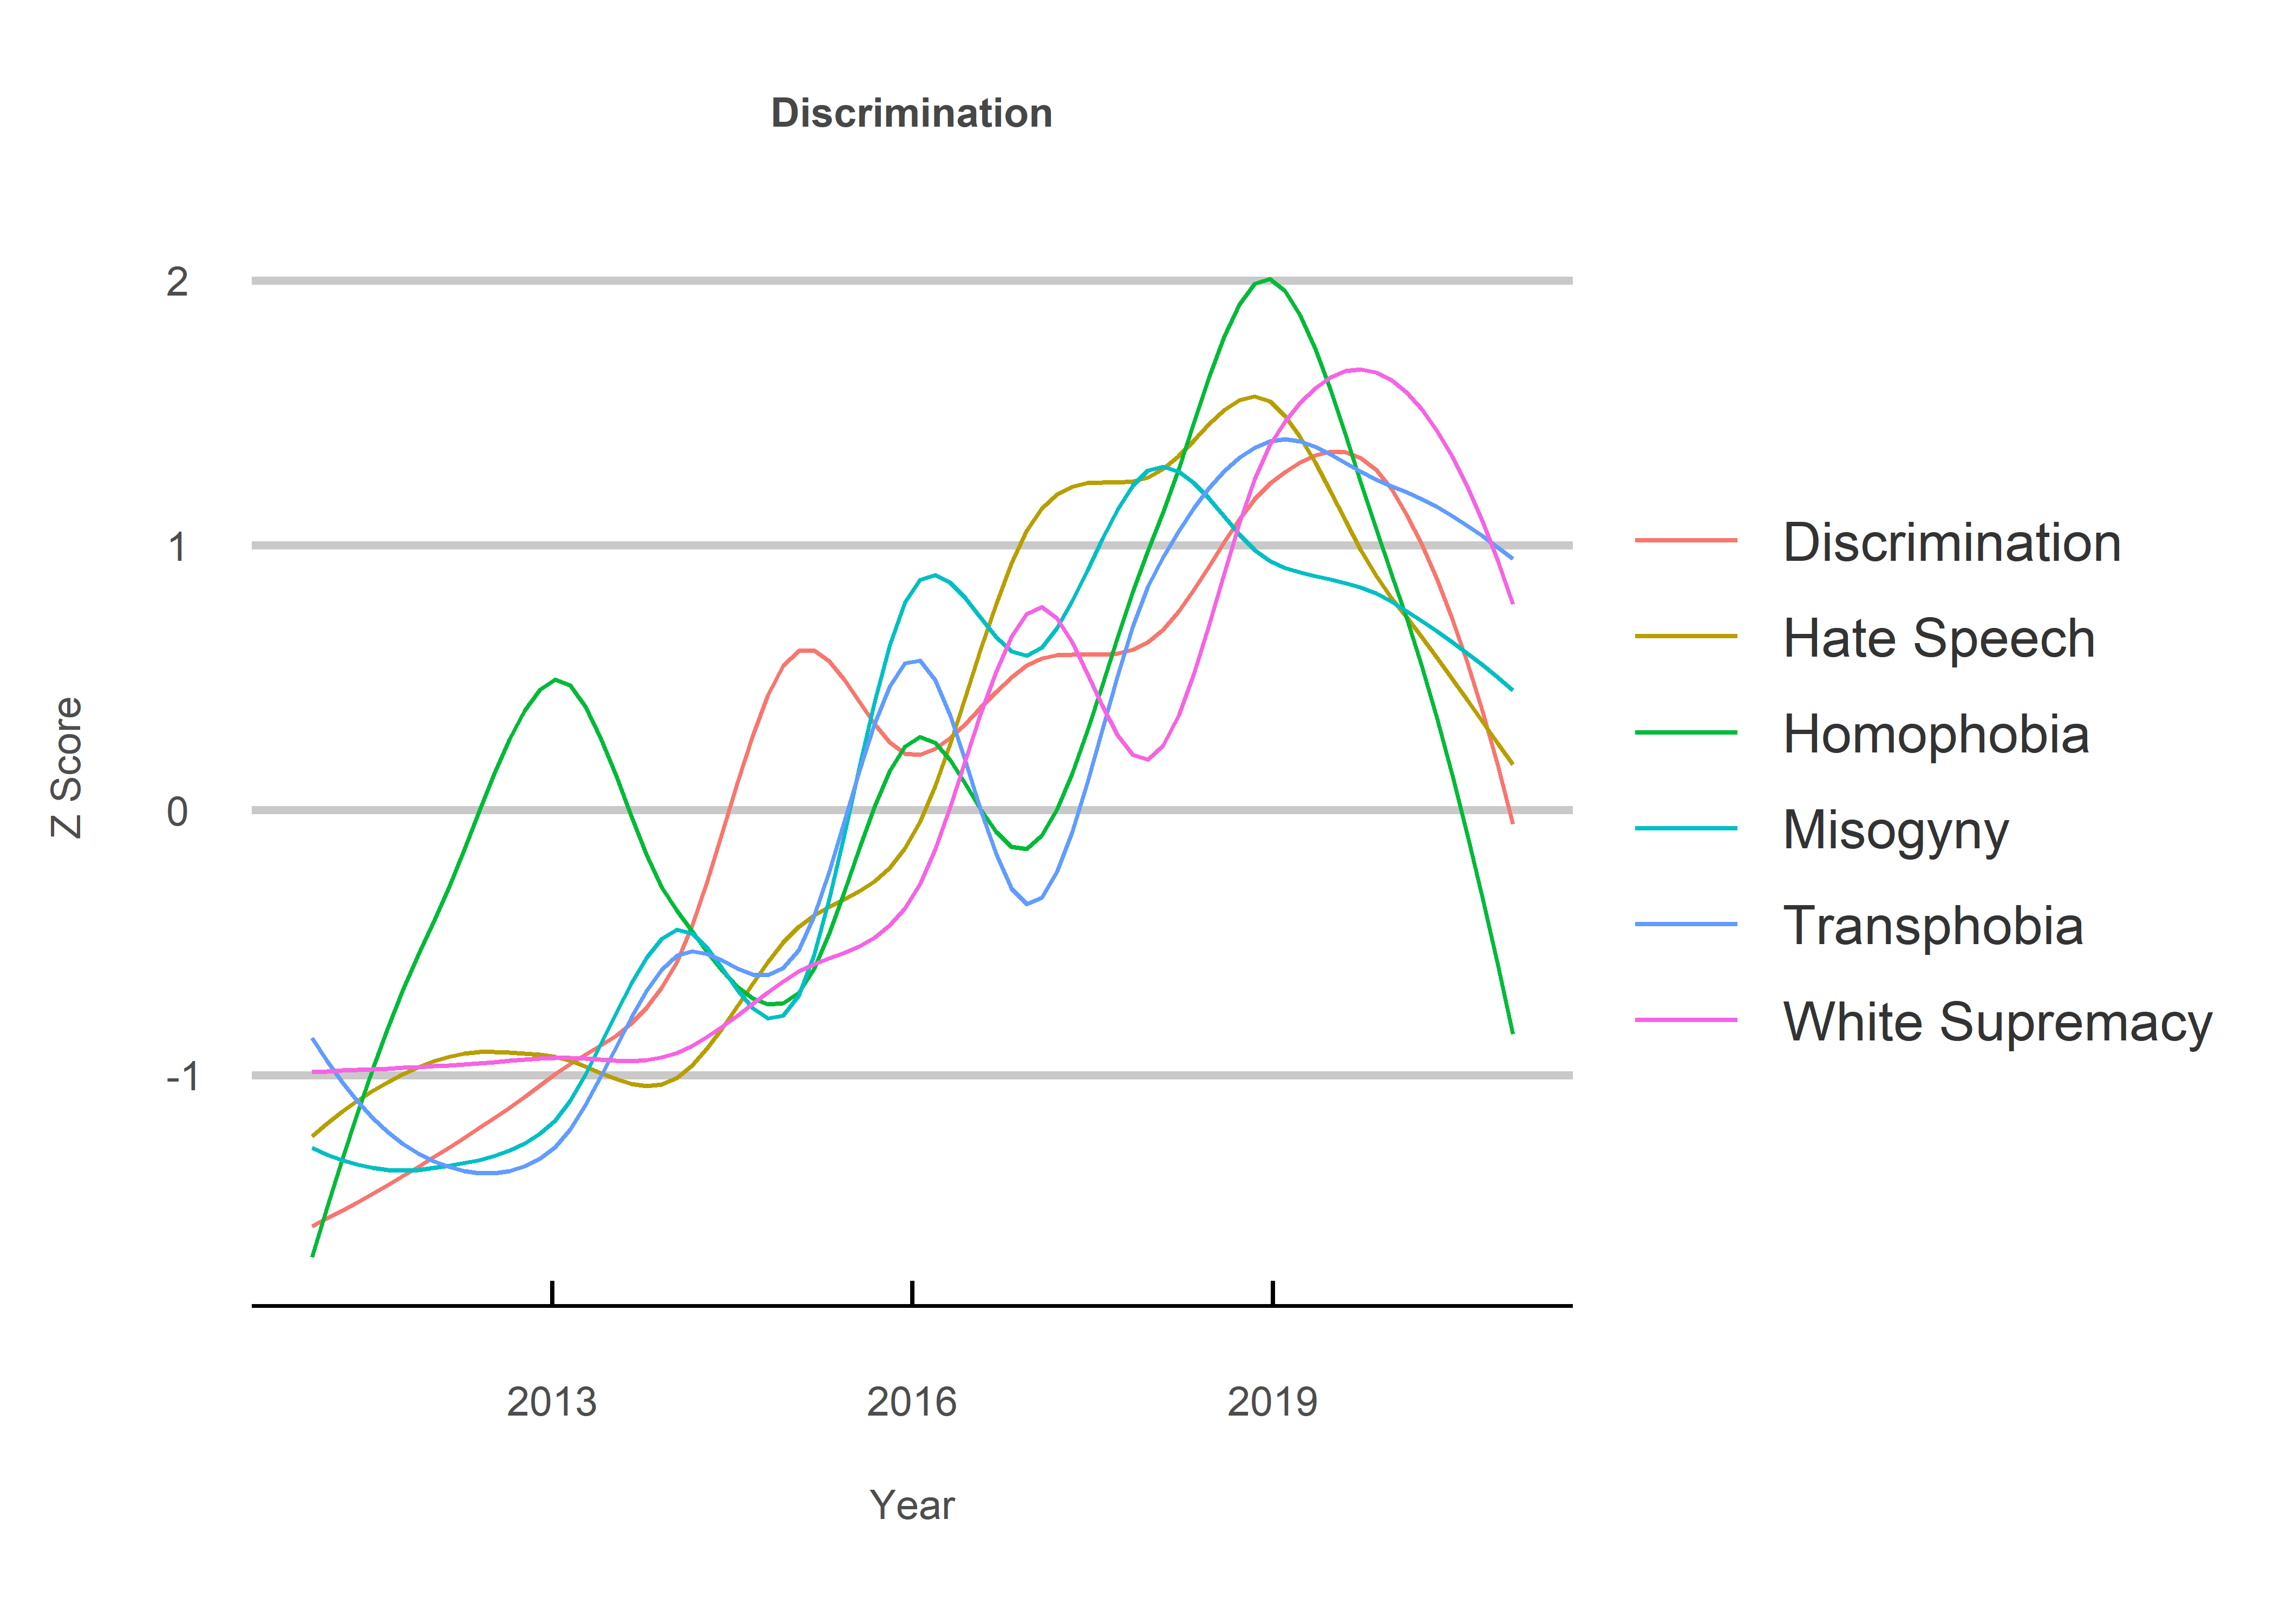 Discrimination
2
1
0
-1
Z Score
2013
2016
2019
Year
Discrimination
Hate Speech
Homophobia
Misogyny
Transphobia
White Supremacy